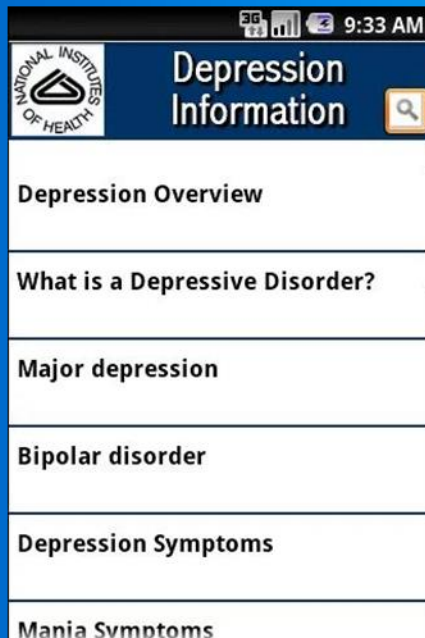 3G 9:33 AM
NATIONAL INSTITUTES
OF HEALTH
Depression
Information
Depression Overview
What is a Depressive Disorder?
Major depression
Bipolar disorder
Depression Symptoms
Mania Symptoms